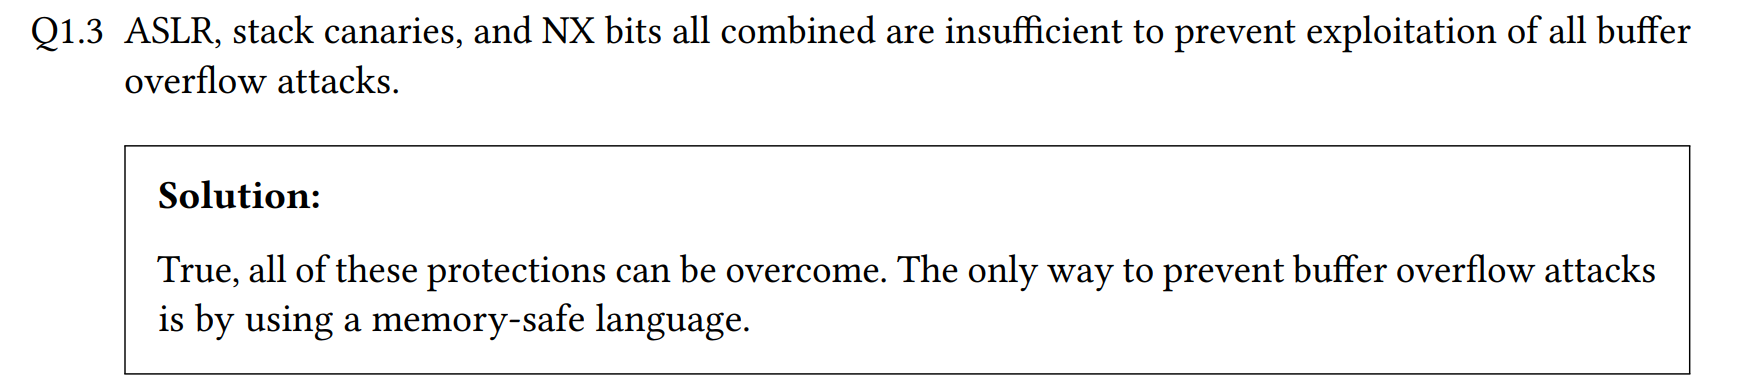 Q1.3 ASLR, stack canaries, and NX bits all combined are insufficient to prevent exploitation of all buffer
overflow attacks.
Solution:
True, all of these protections can be overcome. The only way to prevent buffer overflow attacks
is by using a memory-safe language.